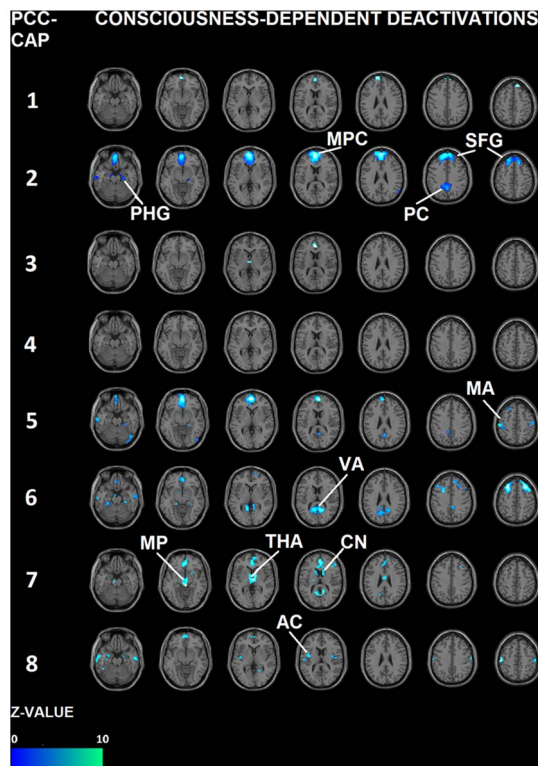 PCC- CONSCIOUSNESS-DEPENDENT DEACTIVATIONS
CAP
1
MPC SFG
2
PHG PC
3
4
MA
5
VA
6
MP THA CN
7
AC
8
Z-VALUE
0 10